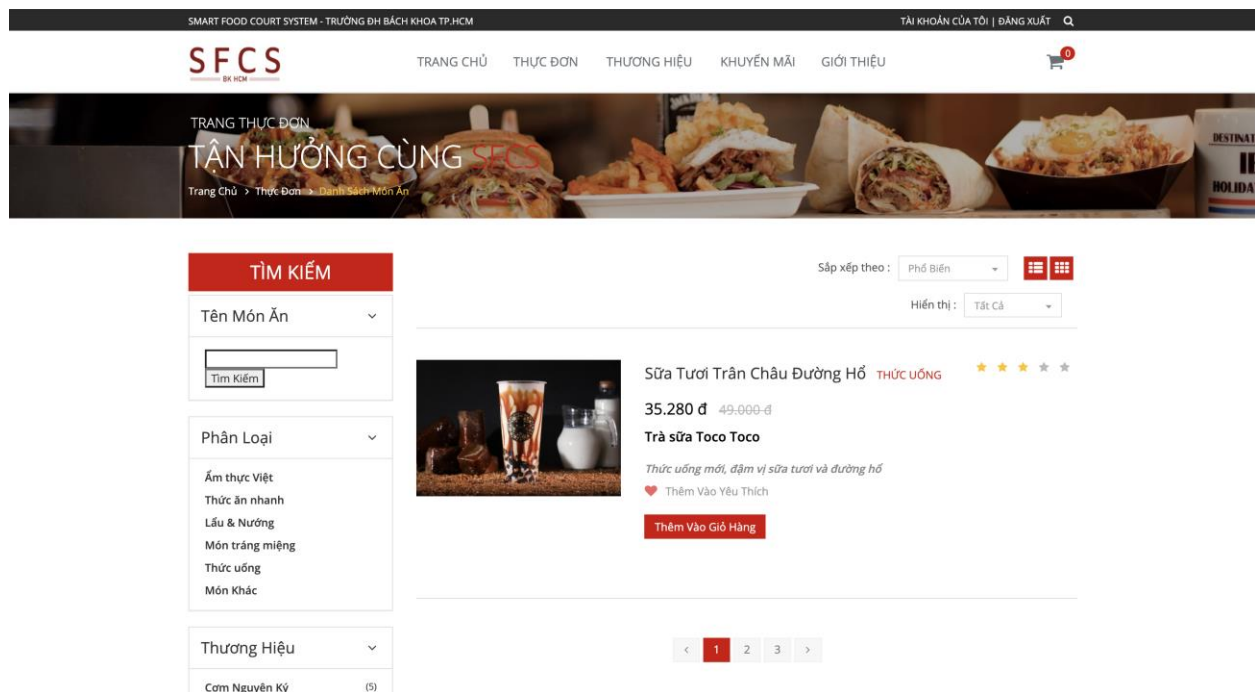 SMART FOOD COURT SYSTEM - TRƯỜNG ĐH BÁCH KHOA TP.HCM
TÀI KHOẢN CỦA TÔI | ĐĂNG XUẤT
SFCS
BK HCM
TRANG CHỦ THỰC ĐƠN THƯƠNG HIỆU KHUYẾN MÃI GIỚI THIỆU
0
TRANG THỰC ĐƠN
TẬN HƯỞNG CÙNG SFCS
Trang Chủ > Thực Đơn > Danh Sách Món Ăn
DESTINAT
HOLIDA
TÌM KIẾM
Sắp xếp theo : Phổ Biến
Hiển thị : Tất Cả
Tên Món Ăn
Tìm Kiếm
Phân Loại
Ẩm thực Việt
Thức ăn nhanh
Lẩu & Nướng
Món tráng miệng
Thức uống
Món Khác
Thương Hiệu
Cơm Nguyên Ký (5)
Sữa Tươi Trân Châu Đường Hổ THỨC UỐNG
35.280 đ 49.000 đ
Trà sữa Toco Toco
Thức uống mới, đậm vị sữa tươi và đường hổ
Thêm Vào Yêu Thích
Thêm Vào Giỏ Hàng
< 1 2 3 >